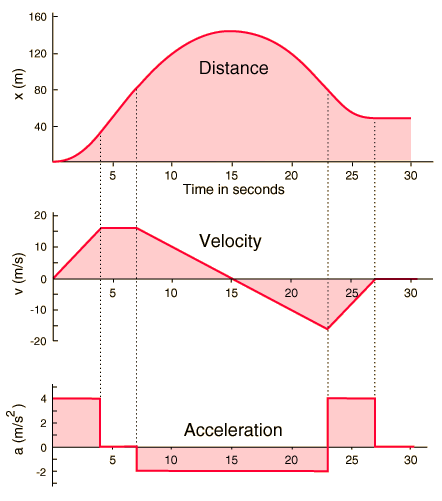 160
120
80
40
x (m)
Distance
5 10 15 20 25 30
Time in seconds
20
10
0
-10
-20
v (m/s)
Velocity
5 10 15 20 25 30
4
2
0
-2
a (m/s²)
Acceleration
5 10 15 20 25 30